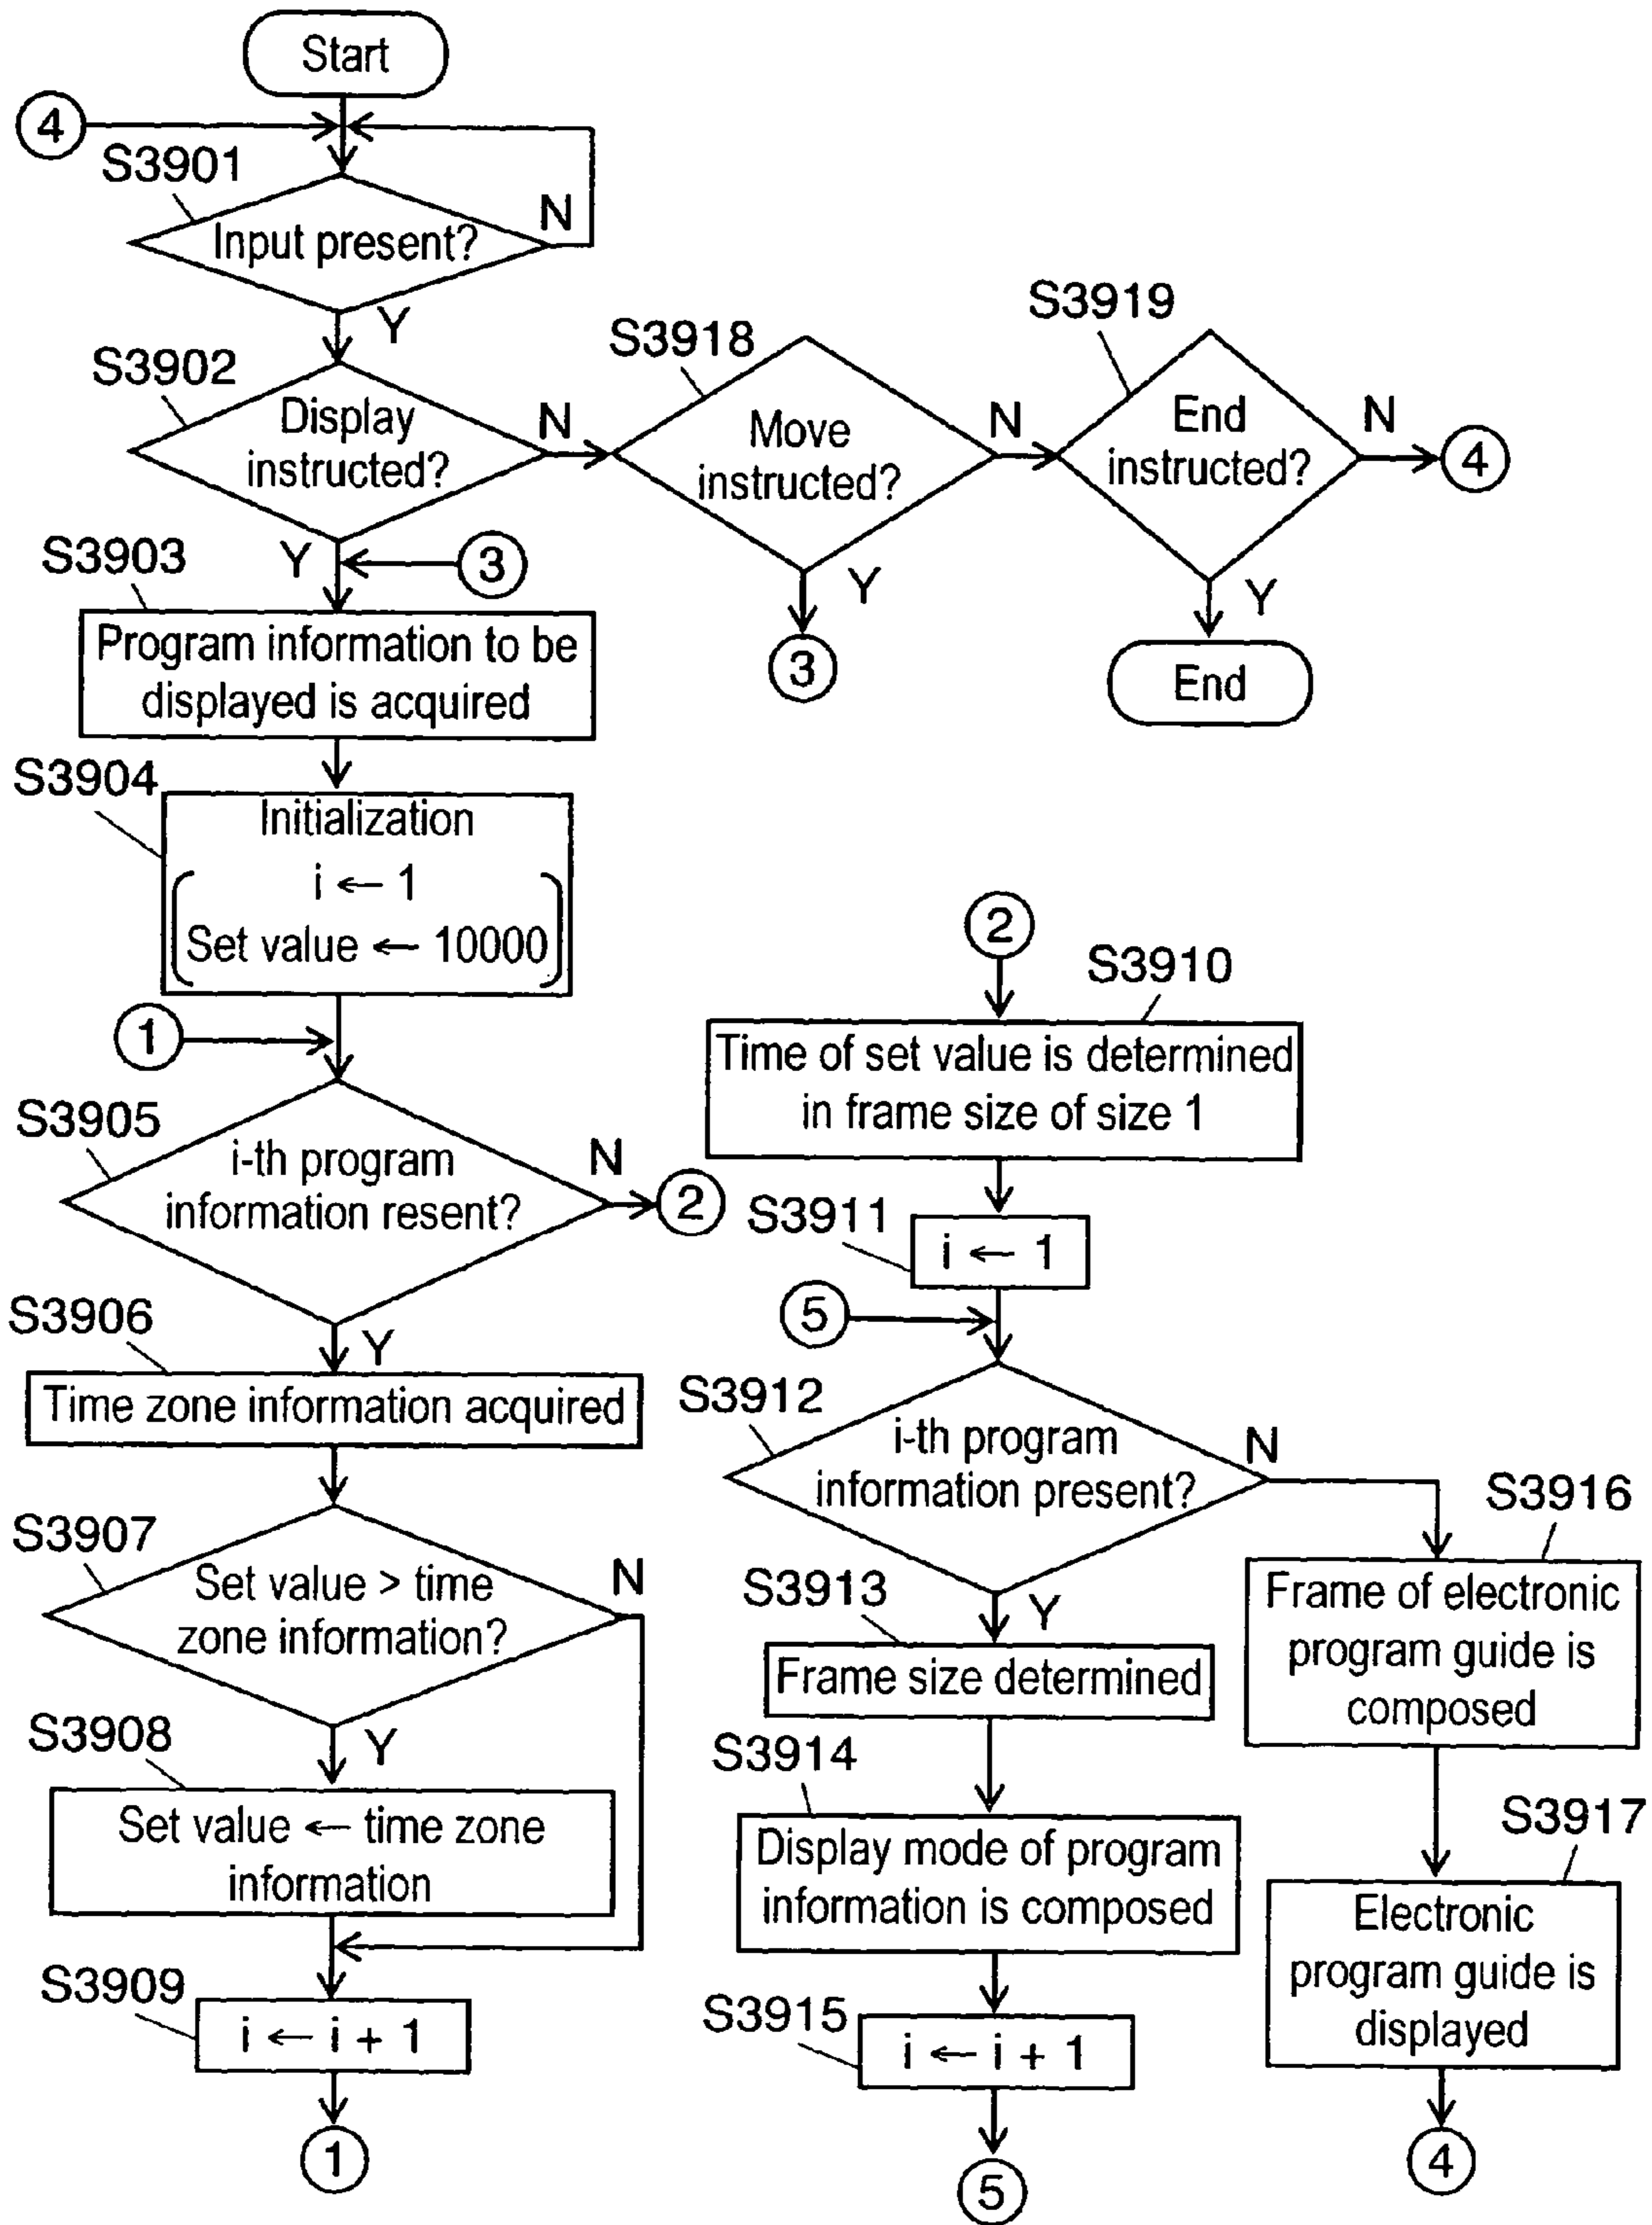 Start
4
S3901
Input present?
N
Y
S3902
Display
instructed?
N
Y
S3918
Move
instructed?
N
Y
3
S3919
End
instructed?
N
4
Y
End
3
S3903
Program information to be
displayed is acquired
S3904
Initialization
i ← 1
Set value ← 10000
1
S3905
i-th program
information resent?
N
2
Y
S3906
Time zone information acquired
S3907
Set value > time
zone information?
N
Y
S3908
Set value ← time zone
information
S3909
i ← i + 1
1
2
S3910
Time of set value is determined
in frame size of size 1
S3911
i ← 1
5
S3912
i-th program
information present?
N
Y
S3913
Frame size determined
S3914
Display mode of program
information is composed
S3915
i ← i + 1
5
S3916
Frame of electronic
program guide is
composed
S3917
Electronic
program guide is
displayed
4